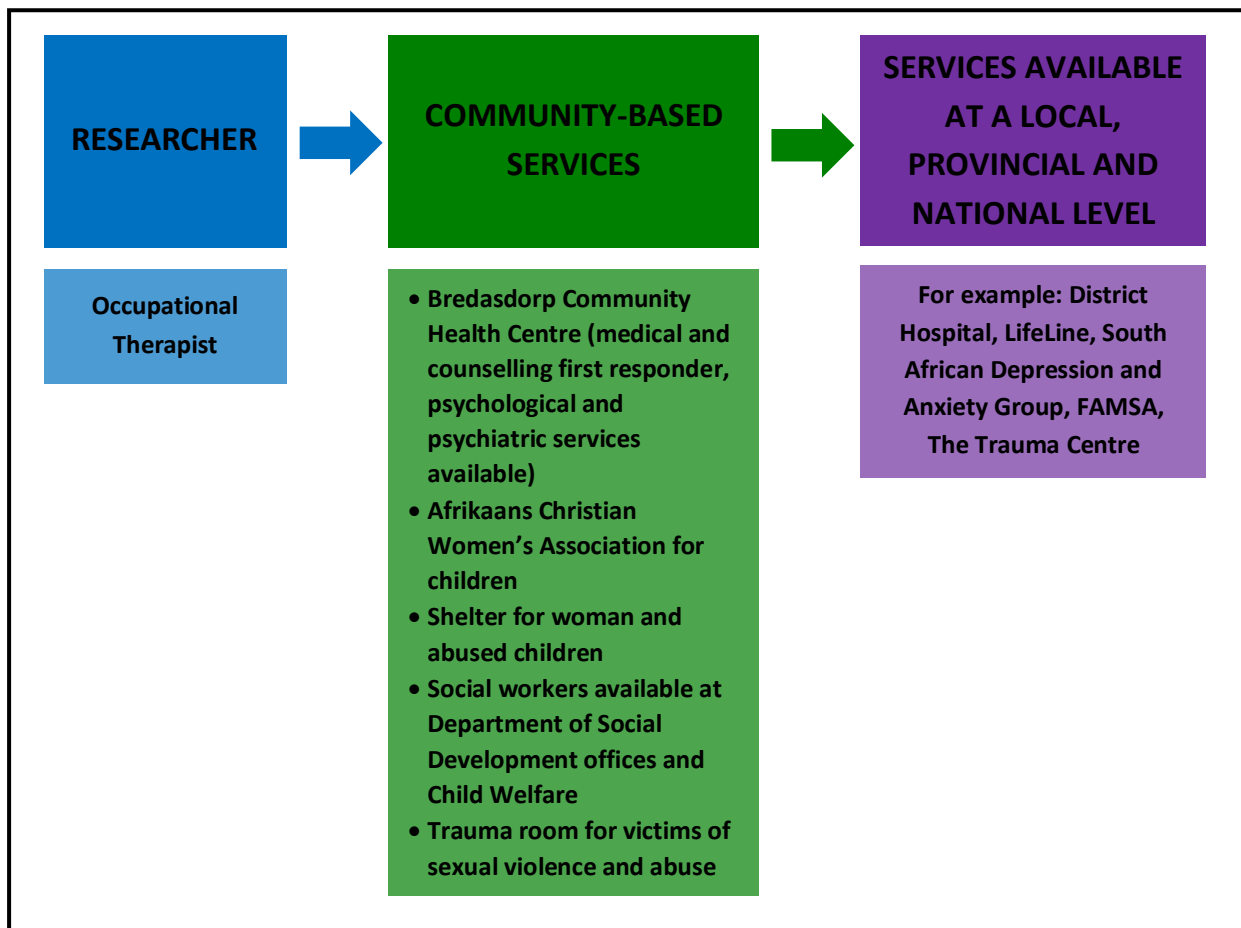 RESEARCHER
Occupational
Therapist
COMMUNITY-BASED
SERVICES
• Bredasdorp Community
Health Centre (medical and
counselling first responder,
psychological and
psychiatric services
available)
• Afrikaans Christian
Women’s Association for
children
• Shelter for woman and
abused children
• Social workers available at
Department of Social
Development offices and
Child Welfare
• Trauma room for victims of
sexual violence and abuse
SERVICES AVAILABLE
AT A LOCAL,
PROVINCIAL AND
NATIONAL LEVEL
For example: District
Hospital, LifeLine, South
African Depression and
Anxiety Group, FAMSA,
The Trauma Centre